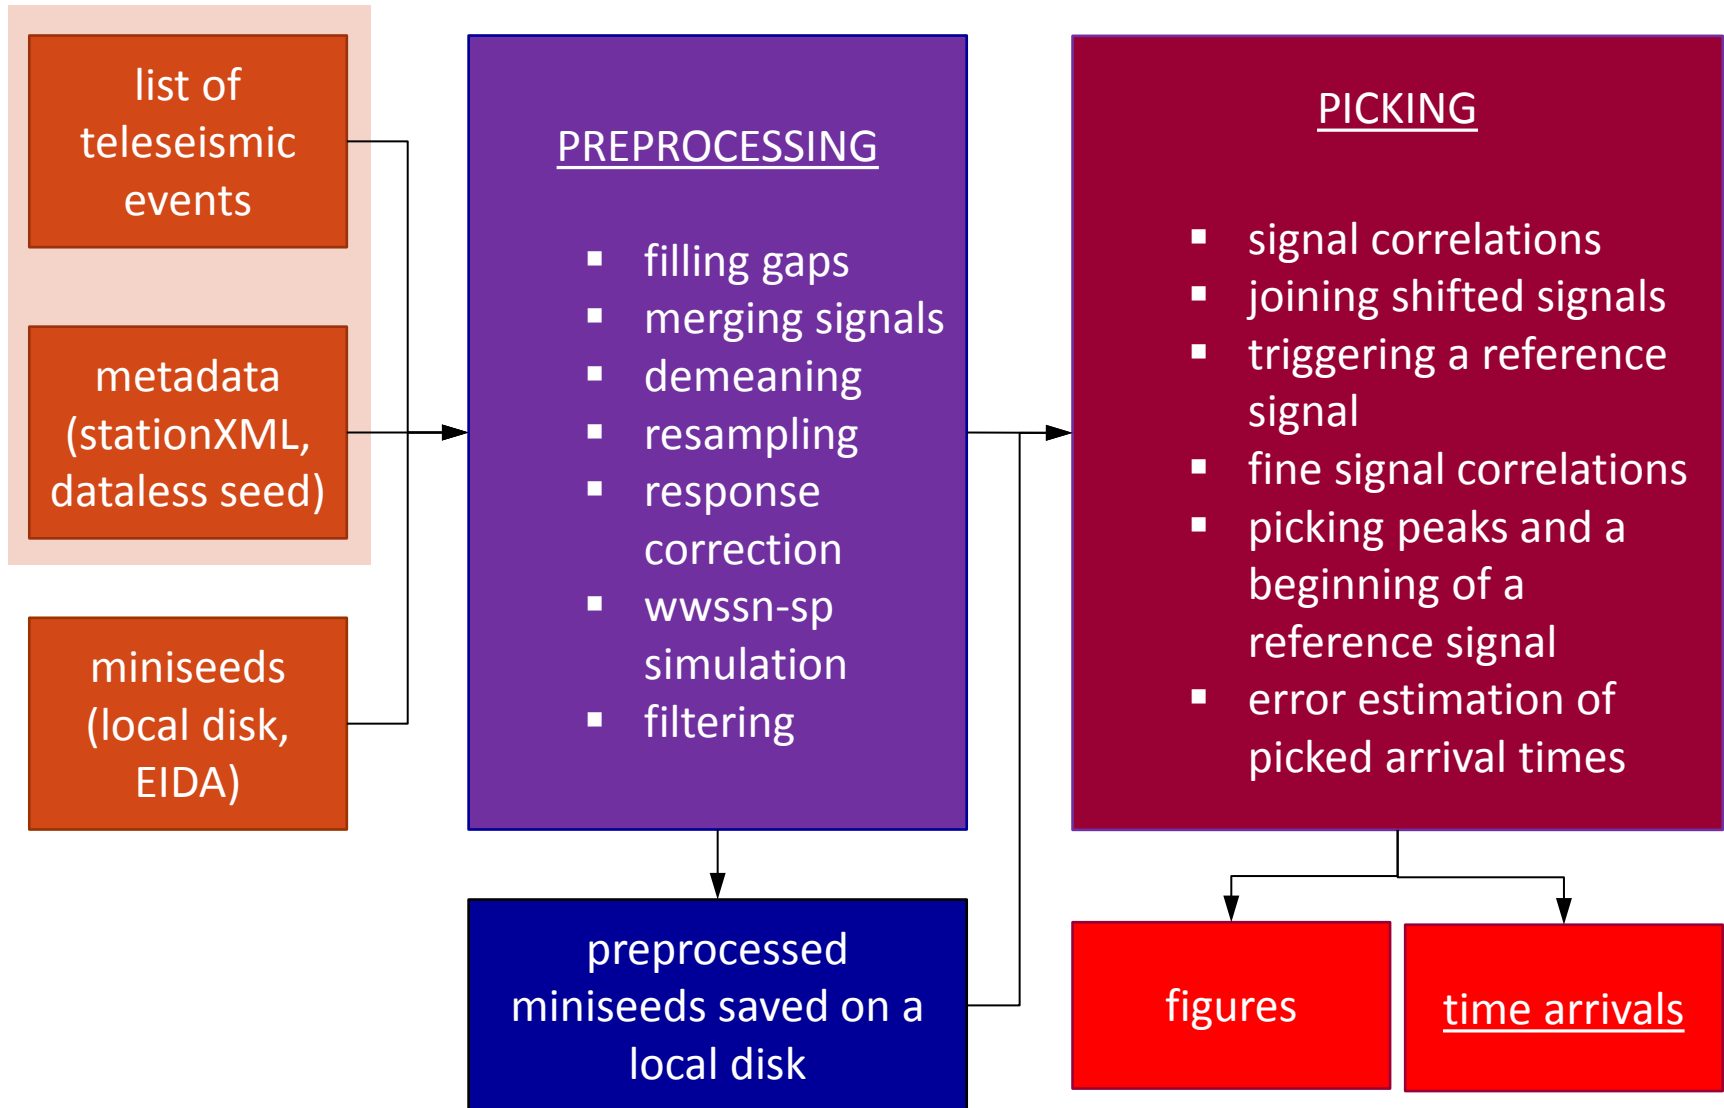 list of
teleseismic
events
metadata
(stationXML,
dataless seed)
miniseeds
(local disk,
EIDA)
PREPROCESSING
▪ filling gaps
▪ merging signals
▪ demeaning
▪ resampling
▪ response
correction
▪ wwssn-sp
simulation
▪ filtering
preprocessed
miniseeds saved on a
local disk
PICKING
▪ signal correlations
▪ joining shifted signals
▪ triggering a reference
signal
▪ fine signal correlations
▪ picking peaks and a
beginning of a
reference signal
▪ error estimation of
picked arrival times
figures
time arrivals